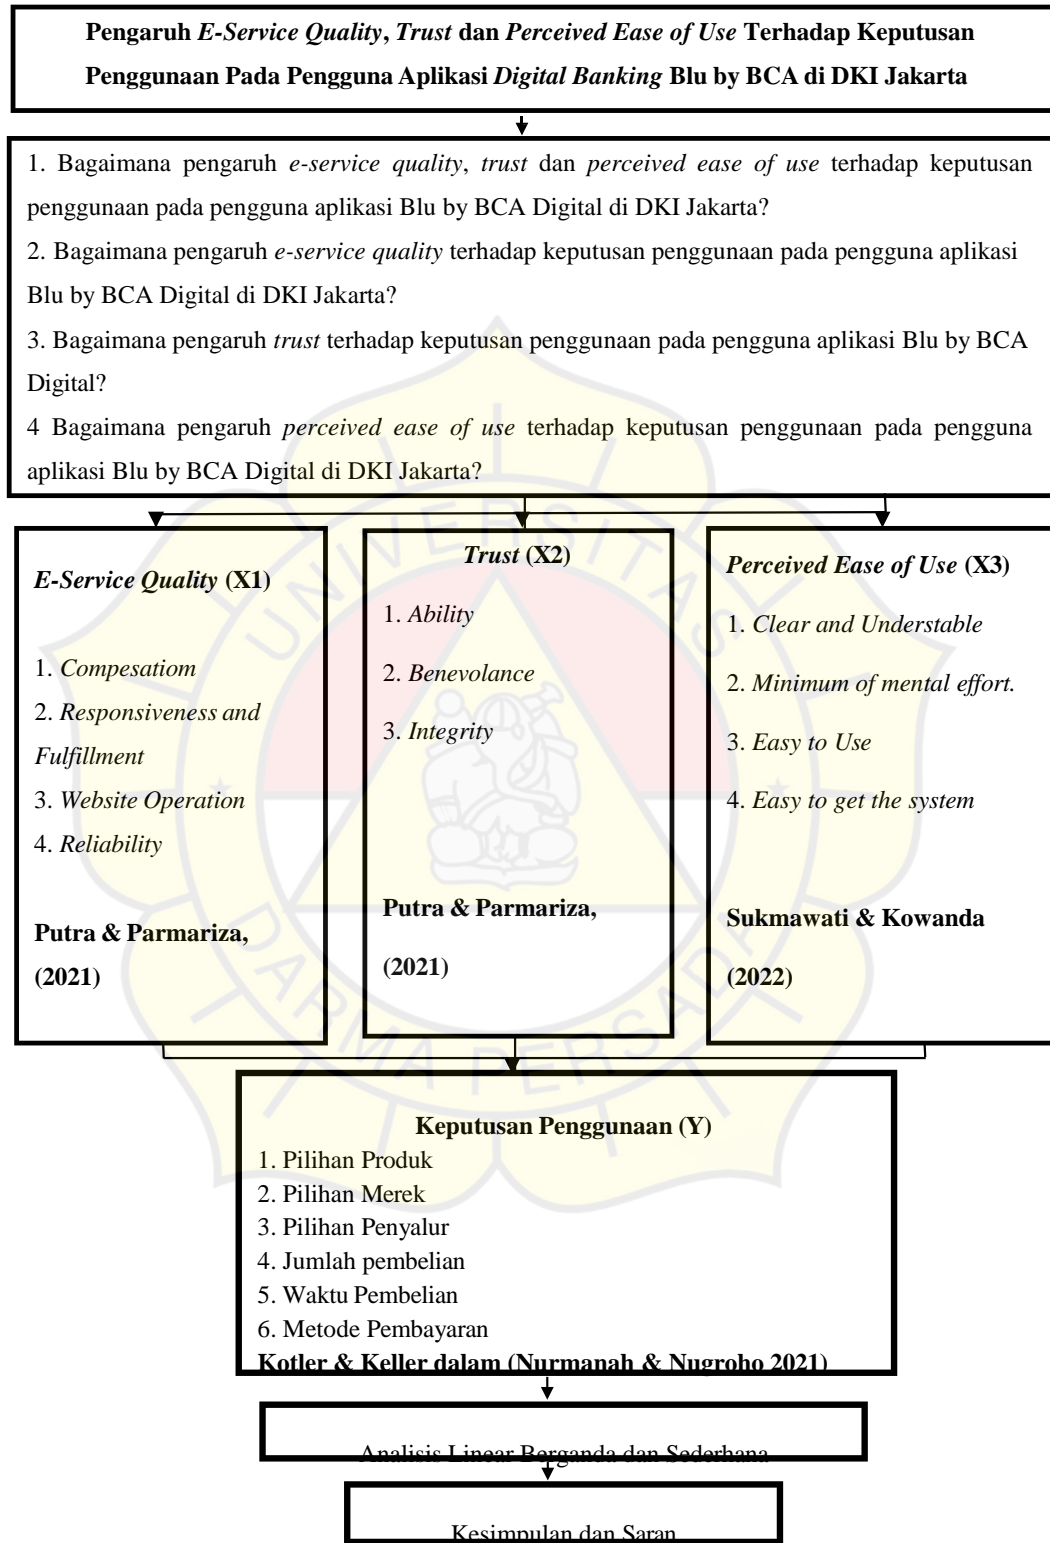 Pengaruh E-Service Quality, Trust dan Perceived Ease of Use Terhadap Keputusan
Penggunaan Pada Pengguna Aplikasi Digital Banking Blu by BCA di DKI Jakarta
1. Bagaimana pengaruh e-service quality, trust dan perceived ease of use terhadap keputusan
penggunaan pada pengguna aplikasi Blu by BCA Digital di DKI Jakarta?
2. Bagaimana pengaruh e-service quality terhadap keputusan penggunaan pada pengguna aplikasi
Blu by BCA Digital di DKI Jakarta?
3. Bagaimana pengaruh trust terhadap keputusan penggunaan pada pengguna aplikasi Blu by BCA
Digital?
4 Bagaimana pengaruh perceived ease of use terhadap keputusan penggunaan pada pengguna
aplikasi Blu by BCA Digital di DKI Jakarta?
E-Service Quality (X1)
1. Compesatiom
2. Responsiveness and
Fulfillment
3. Website Operation
4. Reliability
Putra & Parmariza,
(2021)
Trust (X2)
1. Ability
2. Benevolance
3. Integrity
Putra & Parmariza,
(2021)
Perceived Ease of Use (X3)
1. Clear and Understable
2. Minimum of mental effort.
3. Easy to Use
4. Easy to get the system
Sukmawati & Kowanda
(2022)
Keputusan Penggunaan (Y)
1. Pilihan Produk
2. Pilihan Merek
3. Pilihan Penyalur
4. Jumlah pembelian
5. Waktu Pembelian
6. Metode Pembayaran
Kotler & Keller dalam (Nurmanah & Nugroho 2021)
Analisis Linear Berganda dan Sederhana
Kesimpulan dan Saran
UNIVERSITAS
DARMA PERSADA